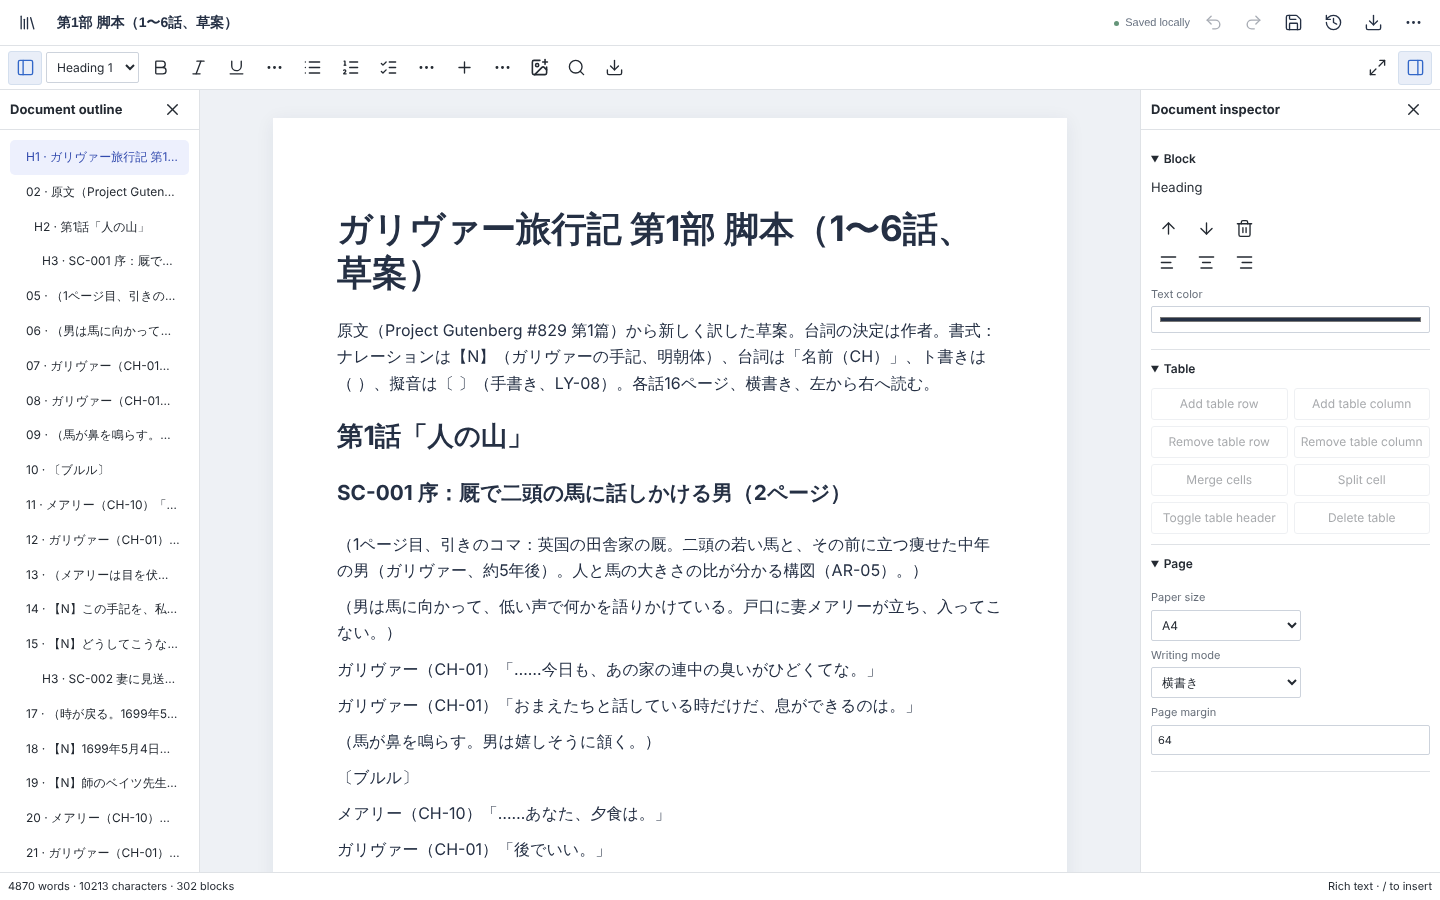 第1部 脚本（1〜6話、草案）
Saved locally
Heading 1
Document outline
H1 · ガリヴァー旅行記 第1...
02 · 原文（Project Guten...
H2 · 第1話「人の山」
H3 · SC-001 序：厩で...
05 · （1ページ目、引きの...
06 · （男は馬に向かって...
07 · ガリヴァー（CH-01...
08 · ガリヴァー（CH-01...
09 · （馬が鼻を鳴らす。...
10 · 〔ブルル〕
11 · メアリー（CH-10）「...
12 · ガリヴァー（CH-01）...
13 · （メアリーは目を伏...
14 · 【N】この手記を、私...
15 · 【N】どうしてこうな...
H3 · SC-002 妻に見送...
17 · （時が戻る。1699年5...
18 · 【N】1699年5月4日...
19 · 【N】師のベイツ先生...
20 · メアリー（CH-10）...
21 · ガリヴァー（CH-01）...
ガリヴァー旅行記 第1部 脚本（1〜6話、
草案）
原文（Project Gutenberg #829 第1篇）から新しく訳した草案。台詞の決定は作者。書式：
ナレーションは【N】（ガリヴァーの手記、明朝体）、台詞は「名前（CH）」、ト書きは
（ ）、擬音は〔 〕（手書き、LY-08）。各話16ページ、横書き、左から右へ読む。
第1話「人の山」
SC-001 序：厩で二頭の馬に話しかける男（2ページ）
（1ページ目、引きのコマ：英国の田舎家の厩。二頭の若い馬と、その前に立つ痩せた中年
の男（ガリヴァー、約5年後）。人と馬の大きさの比が分かる構図（AR-05）。）
（男は馬に向かって、低い声で何かを語りかけている。戸口に妻メアリーが立ち、入ってこ
ない。）
ガリヴァー（CH-01）「……今日も、あの家の連中の臭いがひどくてな。」
ガリヴァー（CH-01）「おまえたちと話している時だけだ、息ができるのは。」
（馬が鼻を鳴らす。男は嬉しそうに頷く。）
〔ブルル〕
メアリー（CH-10）「……あなた、夕食は。」
ガリヴァー（CH-01）「後でいい。」
Document inspector
Block
Heading
Text color
Table
Add table row
Add table column
Remove table row
Remove table column
Merge cells
Split cell
Toggle table header
Delete table
Page
Paper size
A4
Writing mode
横書き
Page margin
64
4870 words · 10213 characters · 302 blocks
Rich text · / to insert